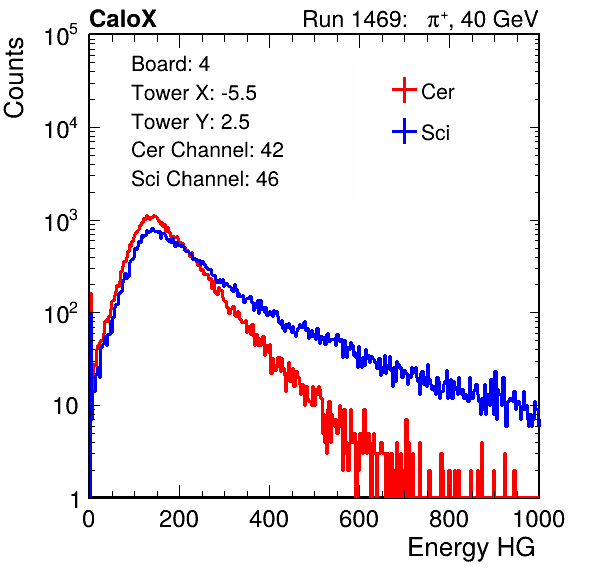 CaloX Run 1469: π⁺, 40 GeV
Board: 4
Tower X: -5.5
Tower Y: 2.5
Cer Channel: 42
Sci Channel: 46
Cer
Sci
Counts
10⁵
10⁴
10³
10²
10
1
0 200 400 600 800 1000
Energy HG